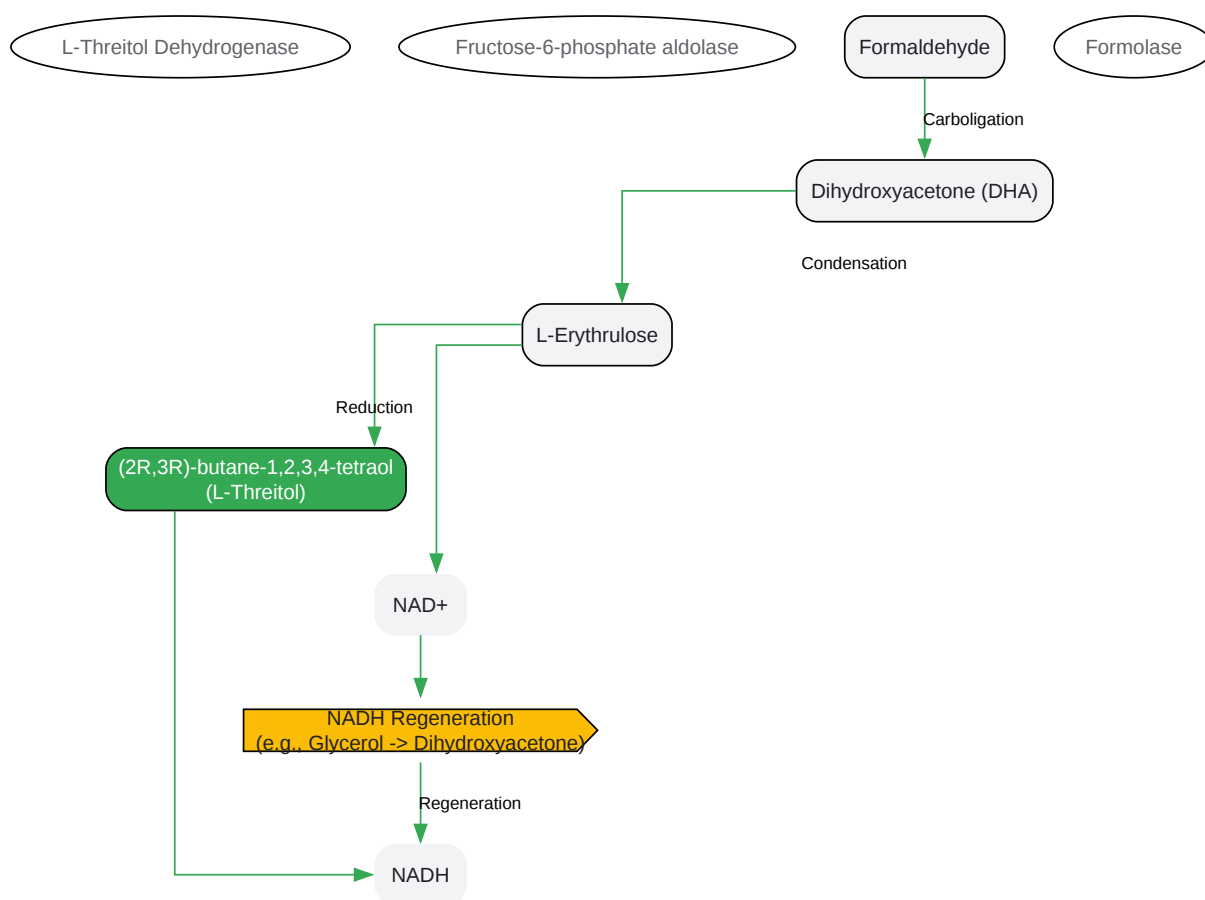 L-Threitol Dehydrogenase
Fructose-6-phosphate aldolase
Formaldehyde
Formolase
Carboligation
Dihydroxyacetone (DHA)
Condensation
L-Erythrulose
Reduction
(2R,3R)-butane-1,2,3,4-tetraol
(L-Threitol)
NAD+
NADH Regeneration
(e.g., Glycerol -> Dihydroxyacetone)
Regeneration
NADH